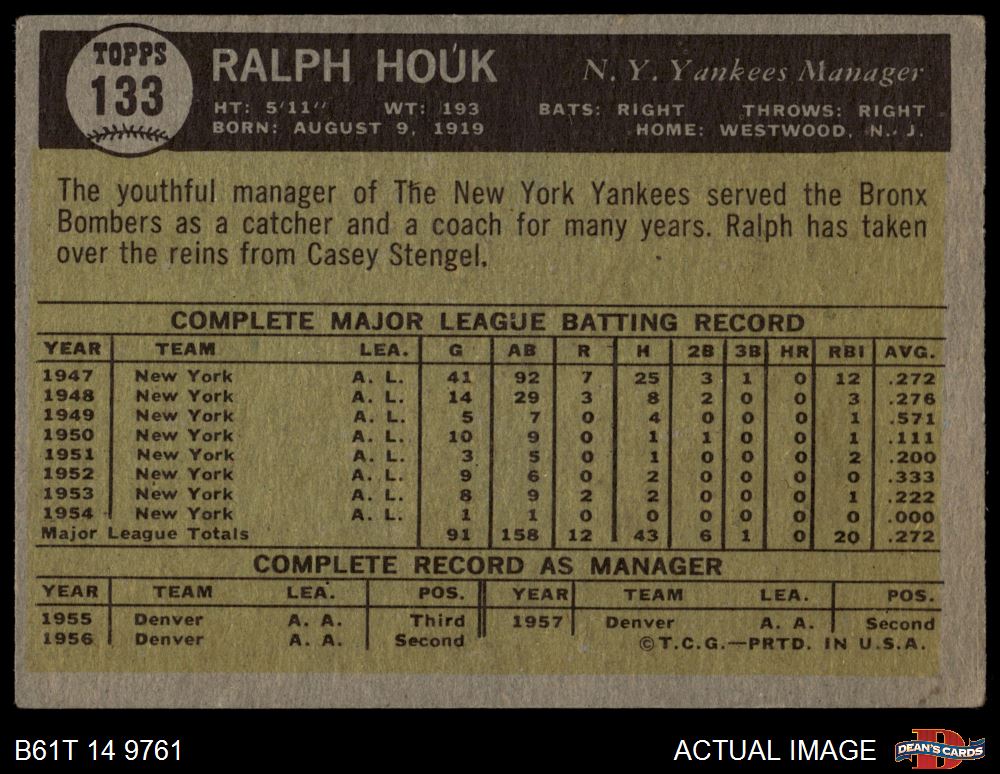 TOPPS
133
RALPH HOUK
N. Y. Yankees Manager
HT: 5'11" WT: 193 BATS: RIGHT THROWS: RIGHT
BORN: AUGUST 9, 1919 HOME: WESTWOOD, N. J.
The youthful manager of The New York Yankees served the Bronx
Bombers as a catcher and a coach for many years. Ralph has taken
over the reins from Casey Stengel.
COMPLETE MAJOR LEAGUE BATTING RECORD
YEAR TEAM LEA. G AB R H 2B 3B HR RBI AVG.
1947 New York A. L. 41 92 7 25 3 1 0 12 .272
1948 New York A. L. 14 29 3 8 2 0 0 3 .276
1949 New York A. L. 5 7 0 4 0 0 0 1 .571
1950 New York A. L. 10 9 0 1 1 0 0 1 .111
1951 New York A. L. 3 5 0 1 0 0 0 2 .200
1952 New York A. L. 9 6 0 2 0 0 0 0 .333
1953 New York A. L. 8 9 2 2 0 0 0 1 .222
1954 New York A. L. 1 1 0 0 0 0 0 0 .000
Major League Totals 91 158 12 43 6 1 0 20 .272
COMPLETE RECORD AS MANAGER
YEAR TEAM LEA. POS. YEAR TEAM LEA. POS.
1955 Denver A. A. Third 1957 Denver A. A. Second
1956 Denver A. A. Second
©T.C.G.—PRTD. IN U.S.A.
B61T 14 9761
ACTUAL IMAGE
DEAN'S CARDS